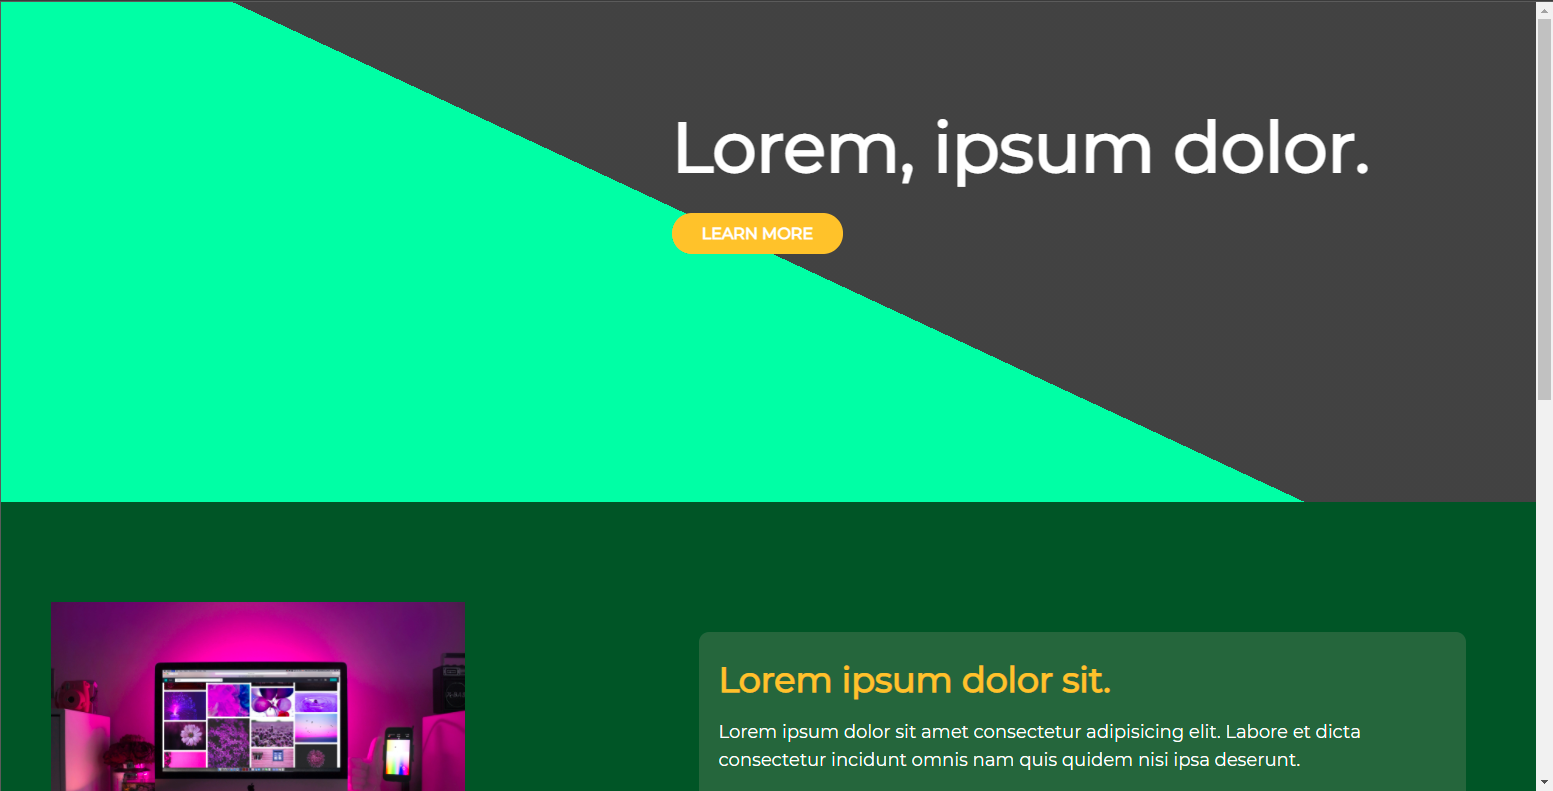 Lorem, ipsum dolor.
LEARN MORE
Lorem ipsum dolor sit.
Lorem ipsum dolor sit amet consectetur adipisicing elit. Labore et dicta
consectetur incidunt omnis nam quis quidem nisi ipsa deserunt.